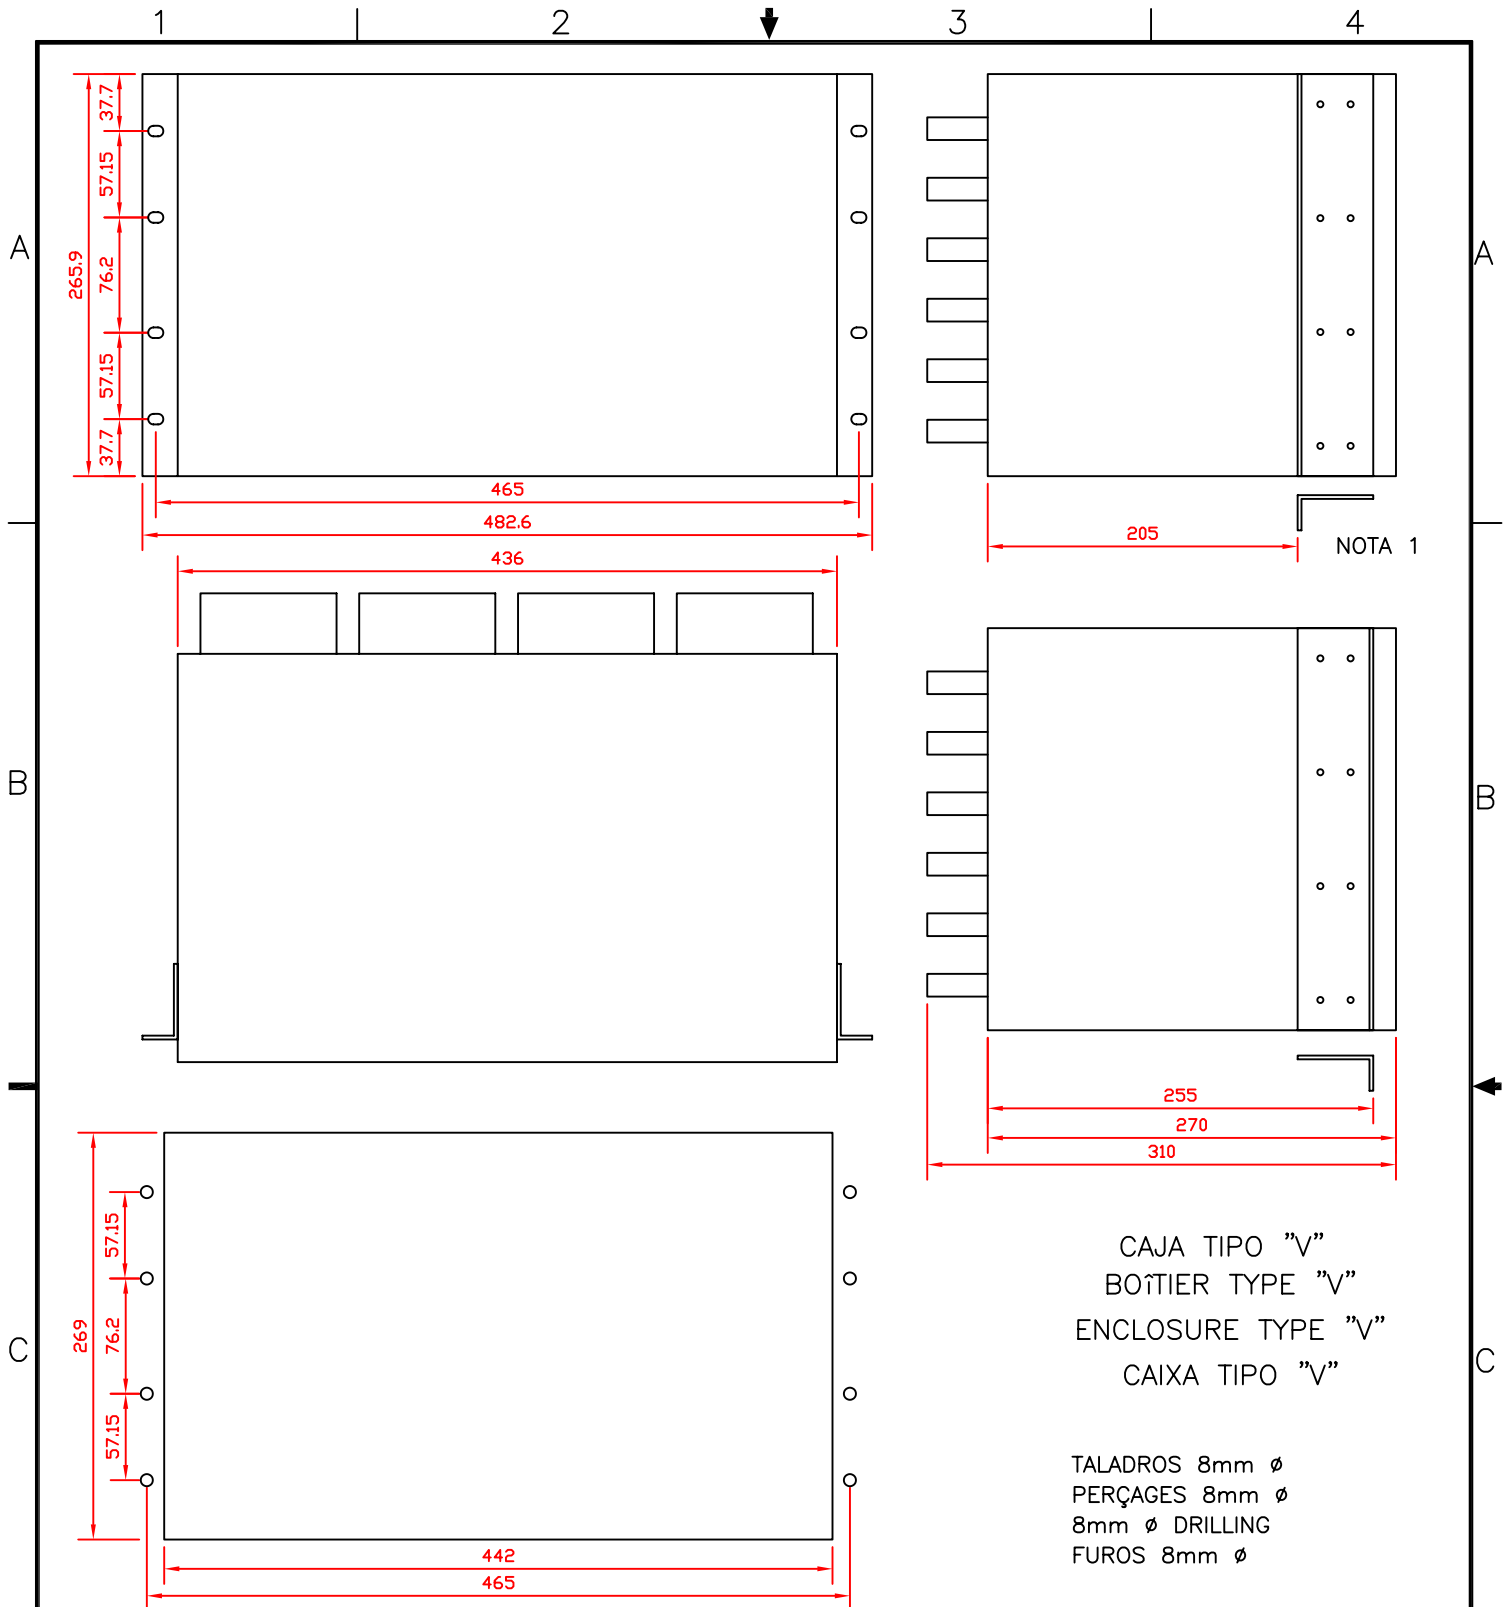 1 2 3 4
37.7
57.15
265.9
76.2
57.15
37.7
A
A
465
482.6
436
205
NOTA 1
B
B
255
270
310
57.15
269
76.2
57.15
C
C
CAJA TIPO "V"
BOîTIER TYPE "V"
ENCLOSURE TYPE "V"
CAIXA TIPO "V"
TALADROS 8mm ø
PERÇAGES 8mm ø
8mm ø DRILLING
FUROS 8mm ø
442
465